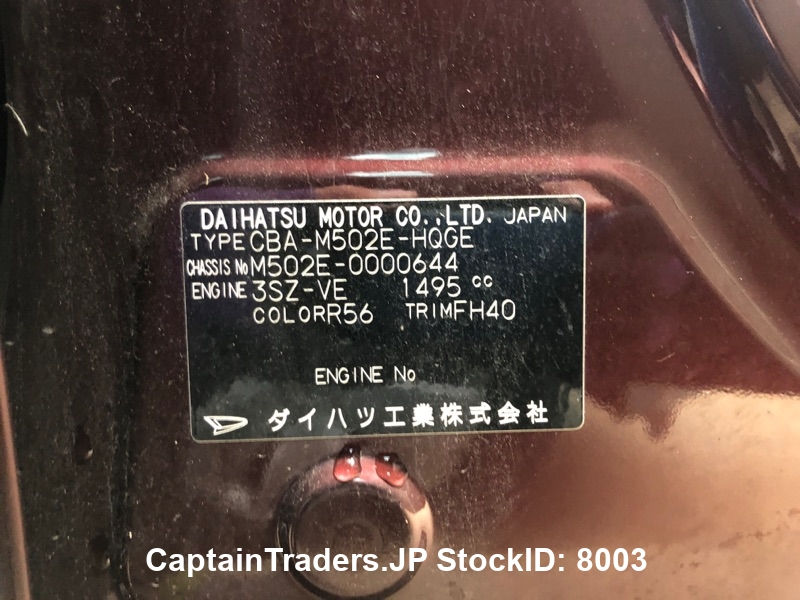 DAIHATSU MOTOR CO.,LTD. JAPAN
TYPE CBA-M502E-HQGE
CHASSIS No M502E-0000644
ENGINE 3SZ-VE 1495 cc
COLOR R56 TRIM FH40
ENGINE No
ダイハツ工業株式会社
CaptainTraders.JP StockID: 8003